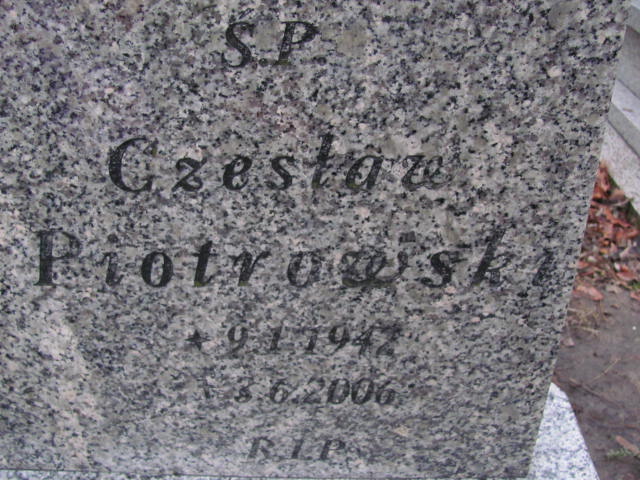 Ś.P.
Czesław
Piotrowski
* 9.1.1942
+ 3.6.2006
R.I.P.